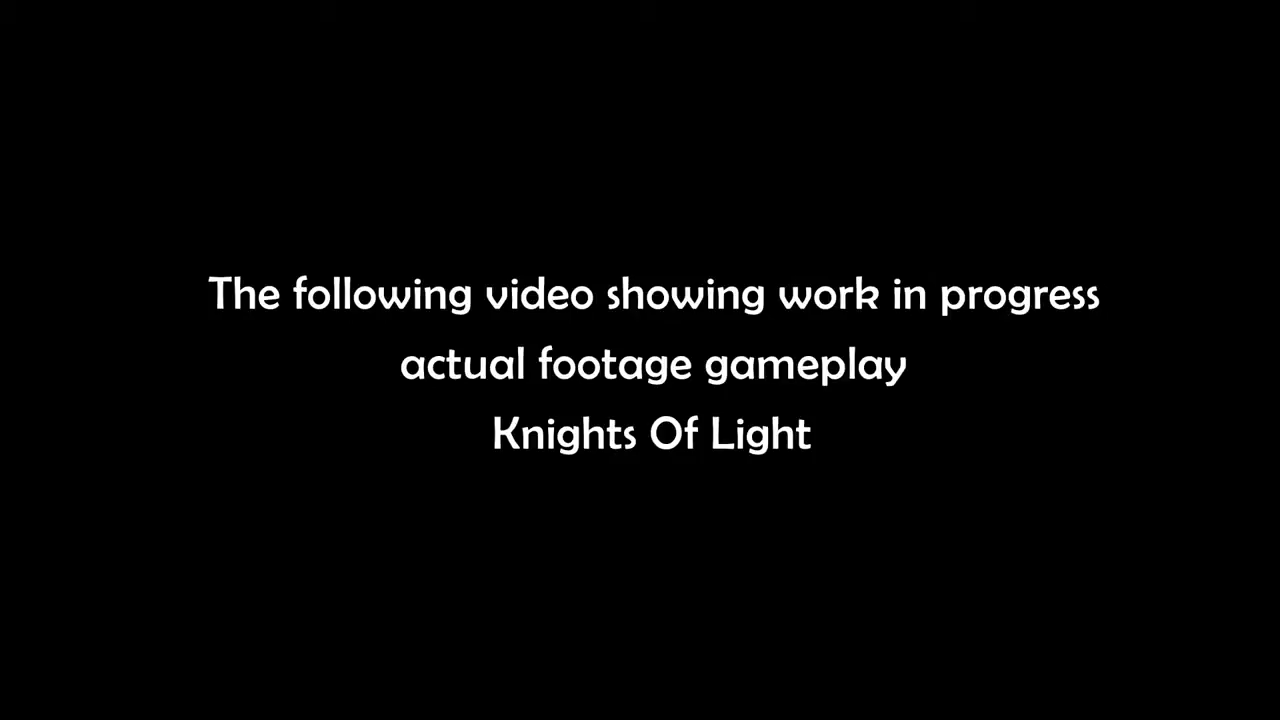 The following video showing work in progress
actual footage gameplay
Knights Of Light